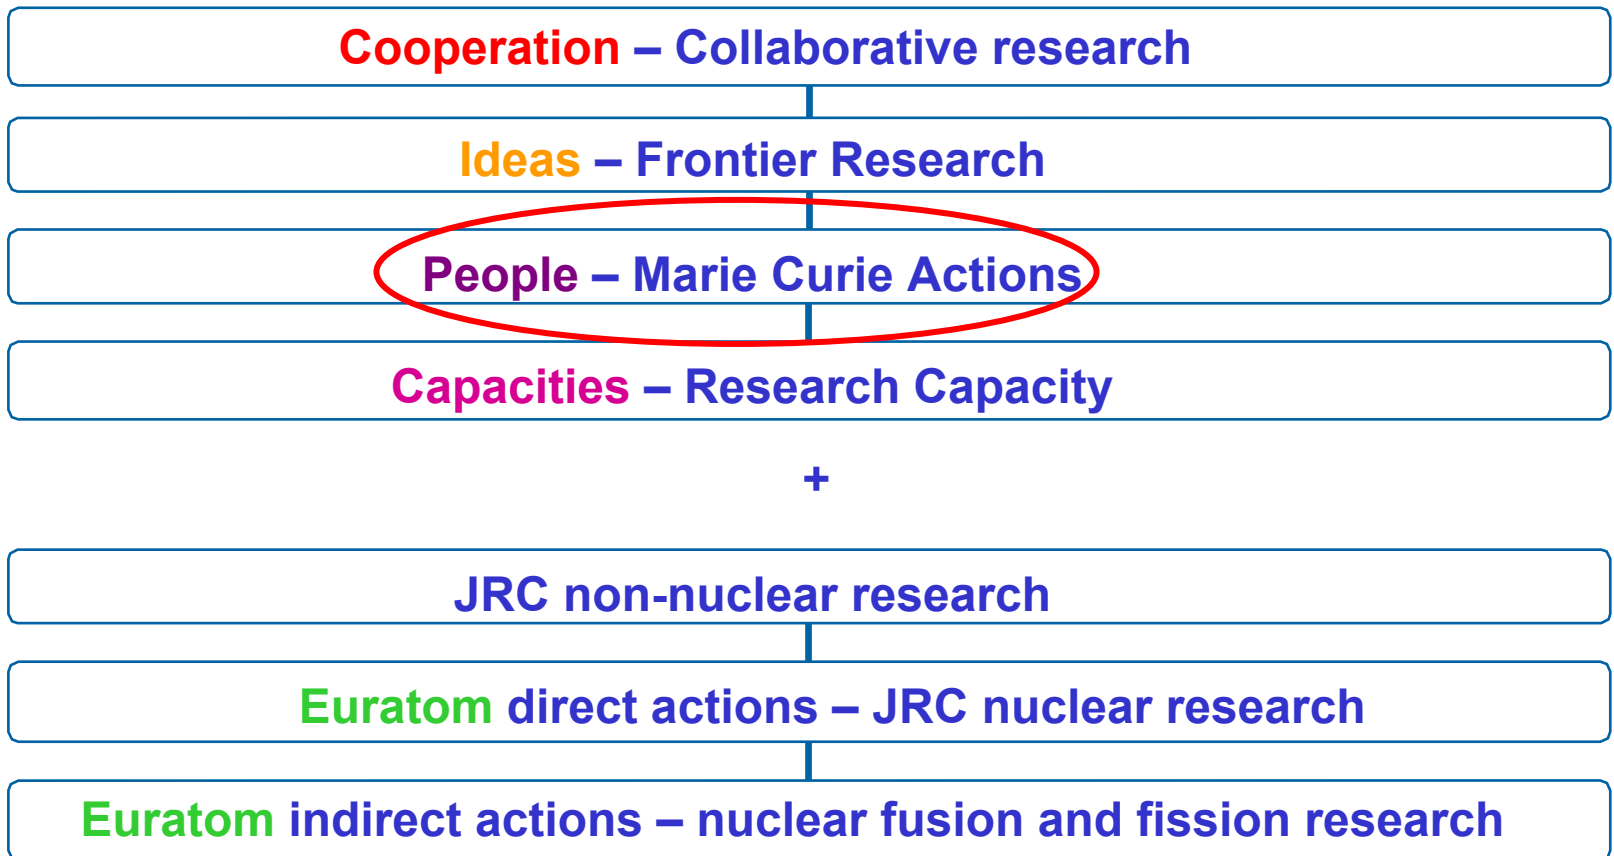 Cooperation – Collaborative research
Ideas – Frontier Research
People – Marie Curie Actions
Capacities – Research Capacity
+
JRC non-nuclear research
Euratom direct actions – JRC nuclear research
Euratom indirect actions – nuclear fusion and fission research